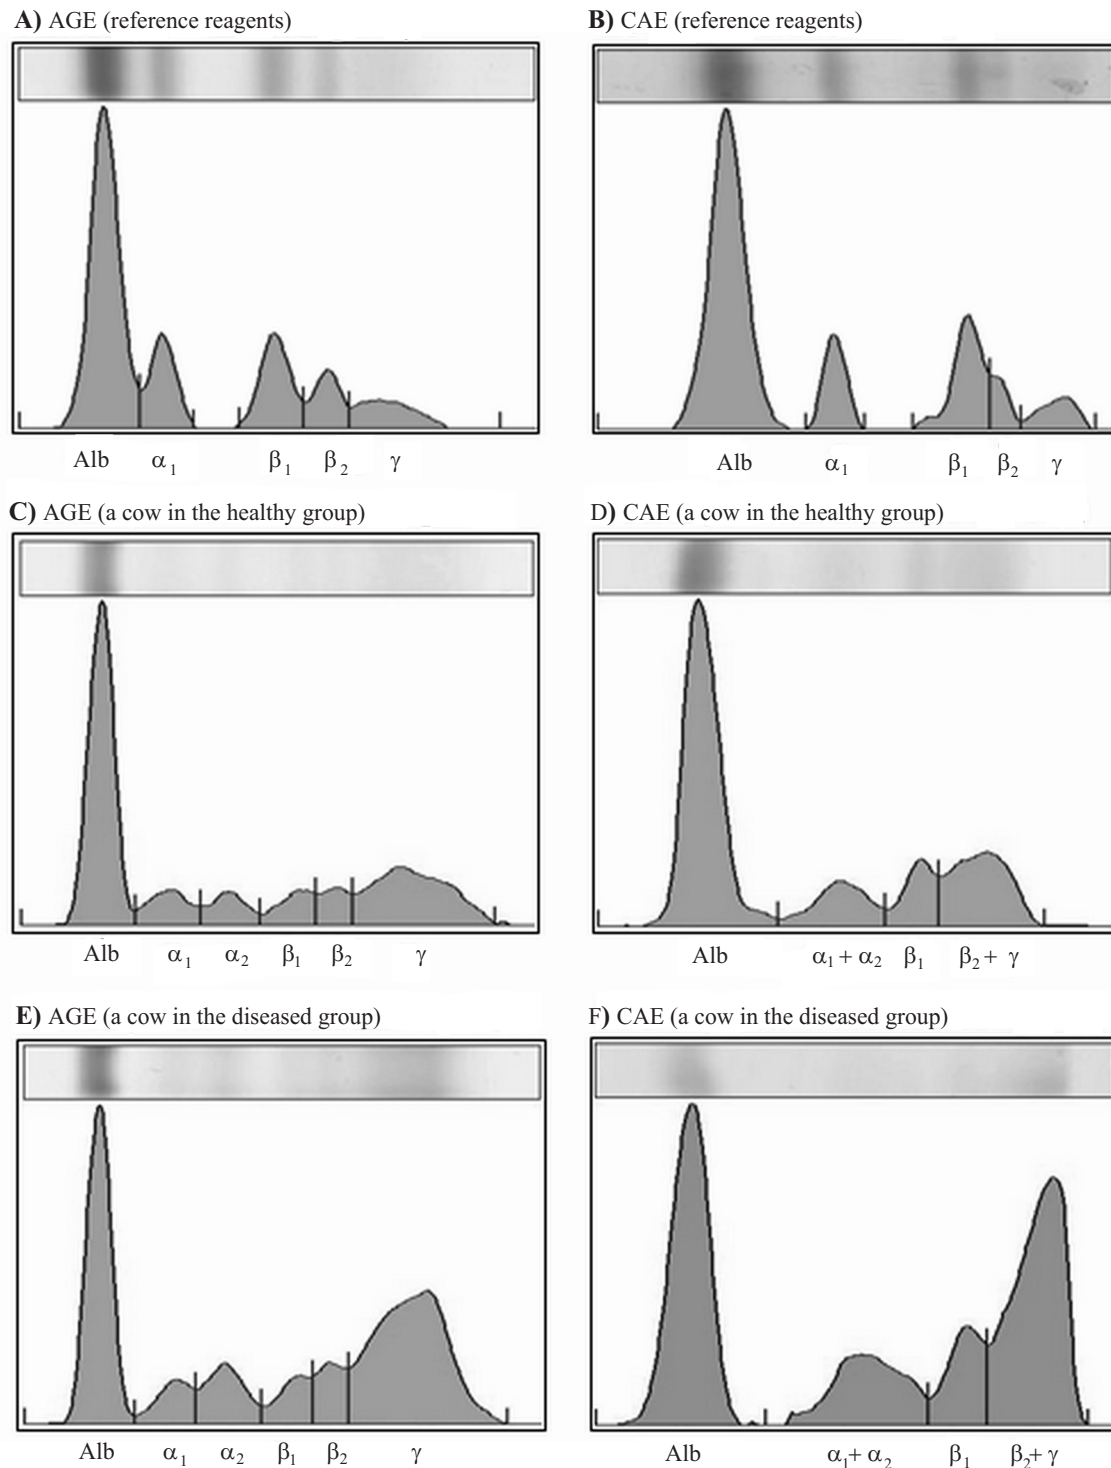 A) AGE (reference reagents)
B) CAE (reference reagents)
Alb α₁ β₁ β₂ γ
Alb α₁ β₁ β₂ γ
C) AGE (a cow in the healthy group)
D) CAE (a cow in the healthy group)
Alb α₁ α₂ β₁ β₂ γ
Alb α₁ + α₂ β₁ β₂ + γ
E) AGE (a cow in the diseased group)
F) CAE (a cow in the diseased group)
Alb α₁ α₂ β₁ β₂ γ
Alb α₁+ α₂ β₁ β₂+ γ